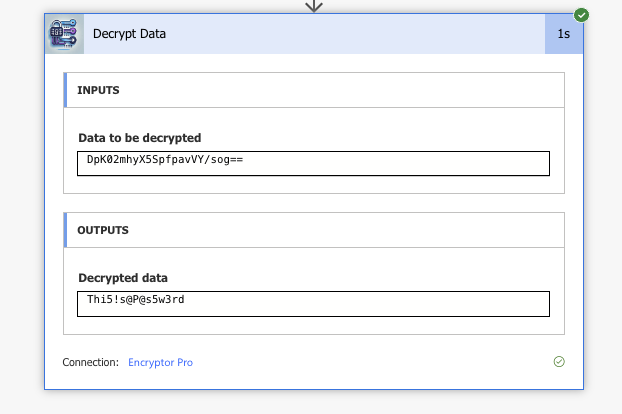 Decrypt Data
1s
INPUTS
Data to be decrypted
DpK02mhyX5SpfpavVY/sog==
OUTPUTS
Decrypted data
Thi5!s@P@s5w3rd
Connection: Encryptor Pro